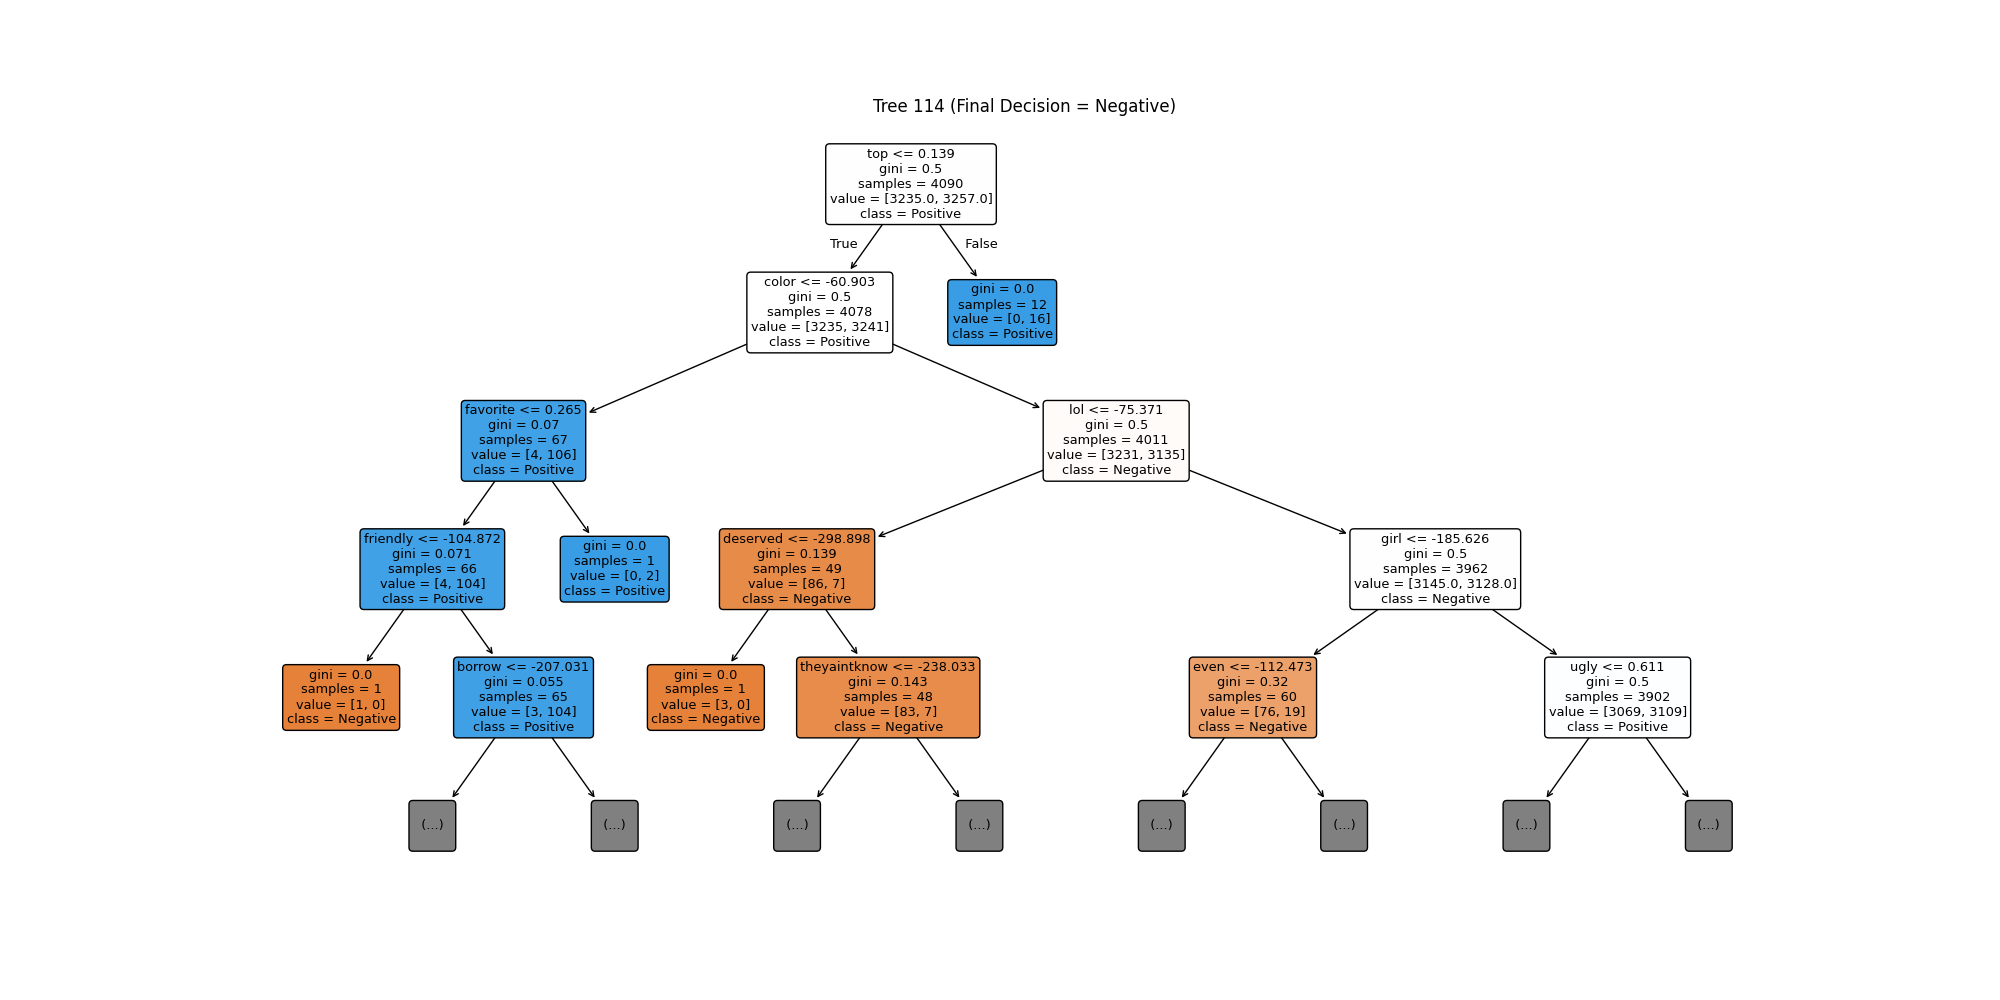 Tree 114 (Final Decision = Negative)
top <= 0.139
gini = 0.5
samples = 4090
value = [3235.0, 3257.0]
class = Positive
True
False
color <= -60.903
gini = 0.5
samples = 4078
value = [3235, 3241]
class = Positive
gini = 0.0
samples = 12
value = [0, 16]
class = Positive
favorite <= 0.265
gini = 0.07
samples = 67
value = [4, 106]
class = Positive
lol <= -75.371
gini = 0.5
samples = 4011
value = [3231, 3135]
class = Negative
friendly <= -104.872
gini = 0.071
samples = 66
value = [4, 104]
class = Positive
gini = 0.0
samples = 1
value = [0, 2]
class = Positive
deserved <= -298.898
gini = 0.139
samples = 49
value = [86, 7]
class = Negative
girl <= -185.626
gini = 0.5
samples = 3962
value = [3145.0, 3128.0]
class = Negative
gini = 0.0
samples = 1
value = [1, 0]
class = Negative
borrow <= -207.031
gini = 0.055
samples = 65
value = [3, 104]
class = Positive
gini = 0.0
samples = 1
value = [3, 0]
class = Negative
theyaintknow <= -238.033
gini = 0.143
samples = 48
value = [83, 7]
class = Negative
even <= -112.473
gini = 0.32
samples = 60
value = [76, 19]
class = Negative
ugly <= 0.611
gini = 0.5
samples = 3902
value = [3069, 3109]
class = Positive
(...)
(...)
(...)
(...)
(...)
(...)
(...)
(...)